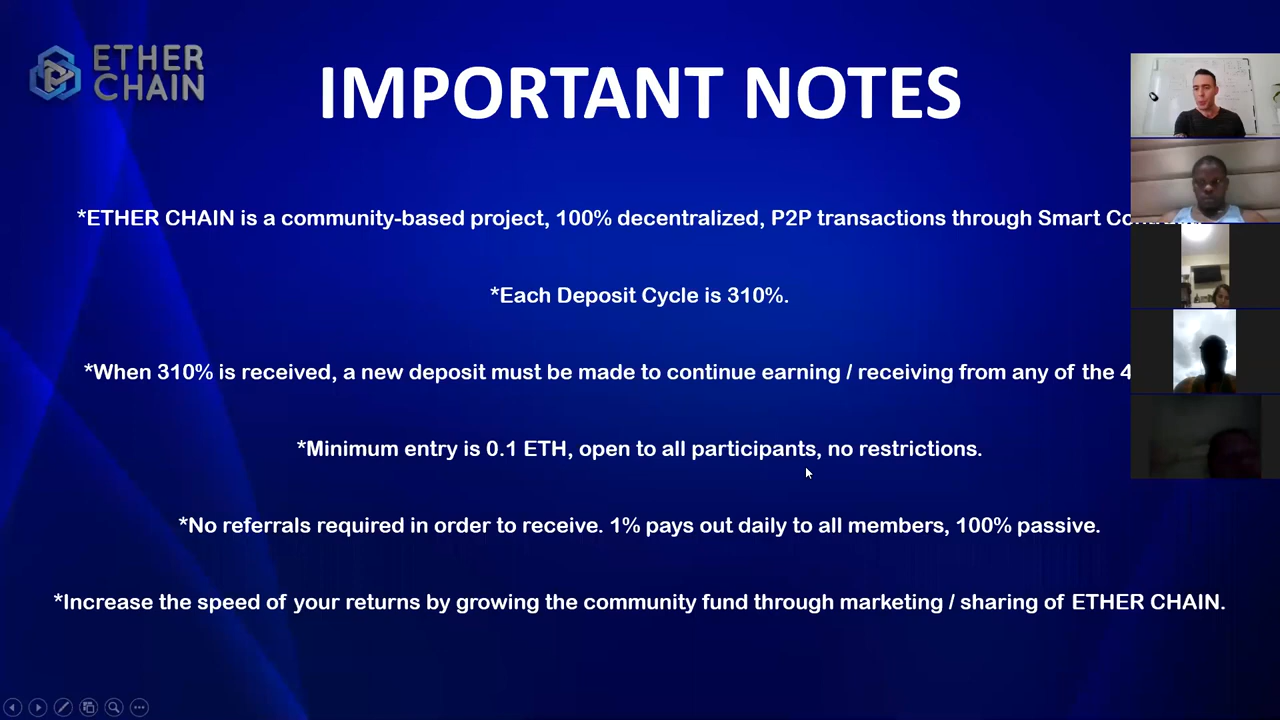 ETHER
CHAIN
IMPORTANT NOTES
*ETHER CHAIN is a community-based project, 100% decentralized, P2P transactions through Smart
*Each Deposit Cycle is 310%.
*When 310% is received, a new deposit must be made to continue earning / receiving from any of the 4
*Minimum entry is 0.1 ETH, open to all participants, no restrictions.
*No referrals required in order to receive. 1% pays out daily to all members, 100% passive.
*Increase the speed of your returns by growing the community fund through marketing / sharing of ETHER CHAIN.